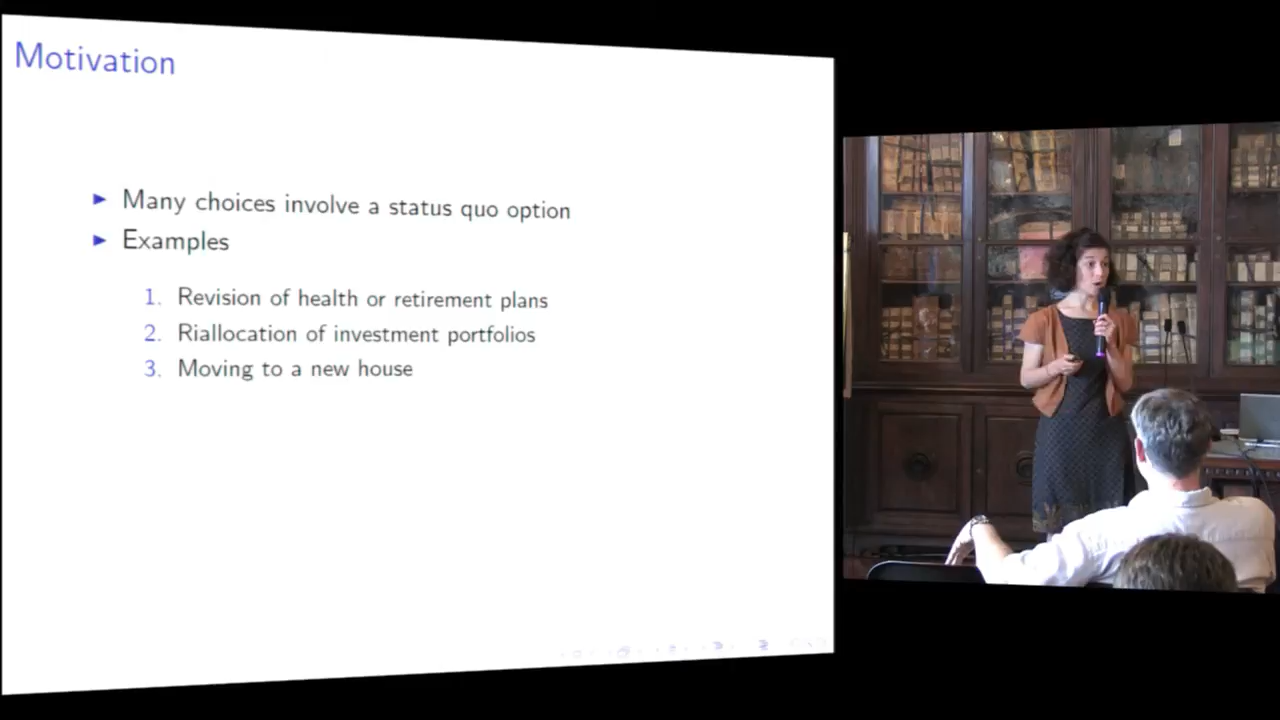 Motivation
▶ Many choices involve a status quo option
▶ Examples
1. Revision of health or retirement plans
2. Riallocation of investment portfolios
3. Moving to a new house